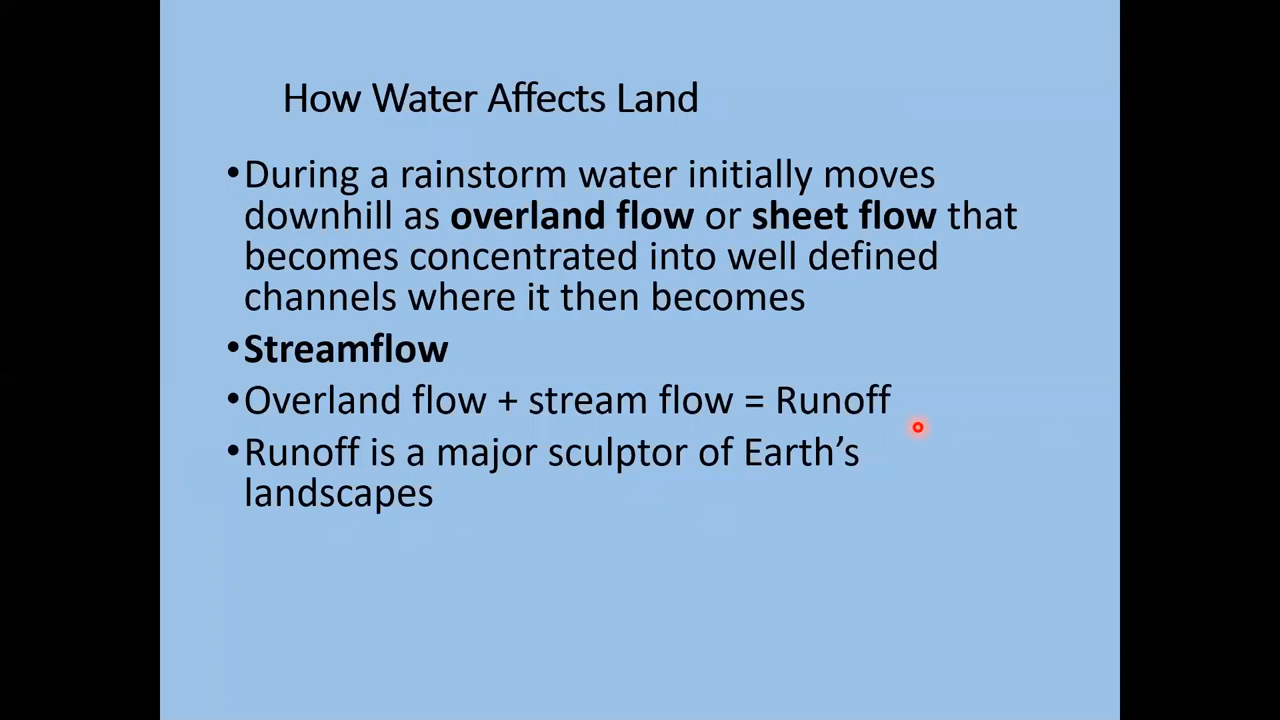 How Water Affects Land
•During a rainstorm water initially moves
downhill as overland flow or sheet flow that
becomes concentrated into well defined
channels where it then becomes
•Streamflow
•Overland flow + stream flow = Runoff
•Runoff is a major sculptor of Earth’s
landscapes